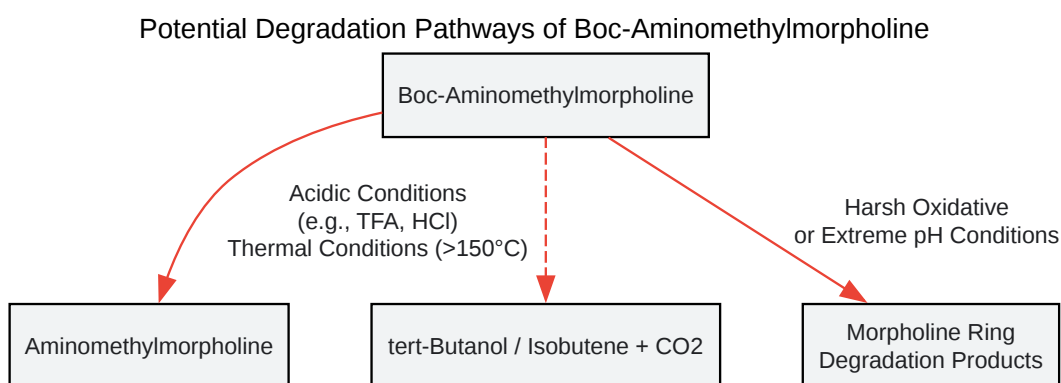 Potential Degradation Pathways of Boc-Aminomethylmorpholine
Boc-Aminomethylmorpholine
Acidic Conditions
(e.g., TFA, HCl)
Thermal Conditions (>150°C)
Harsh Oxidative
or Extreme pH Conditions
Aminomethylmorpholine
tert-Butanol / Isobutene + CO2
Morpholine Ring
Degradation Products